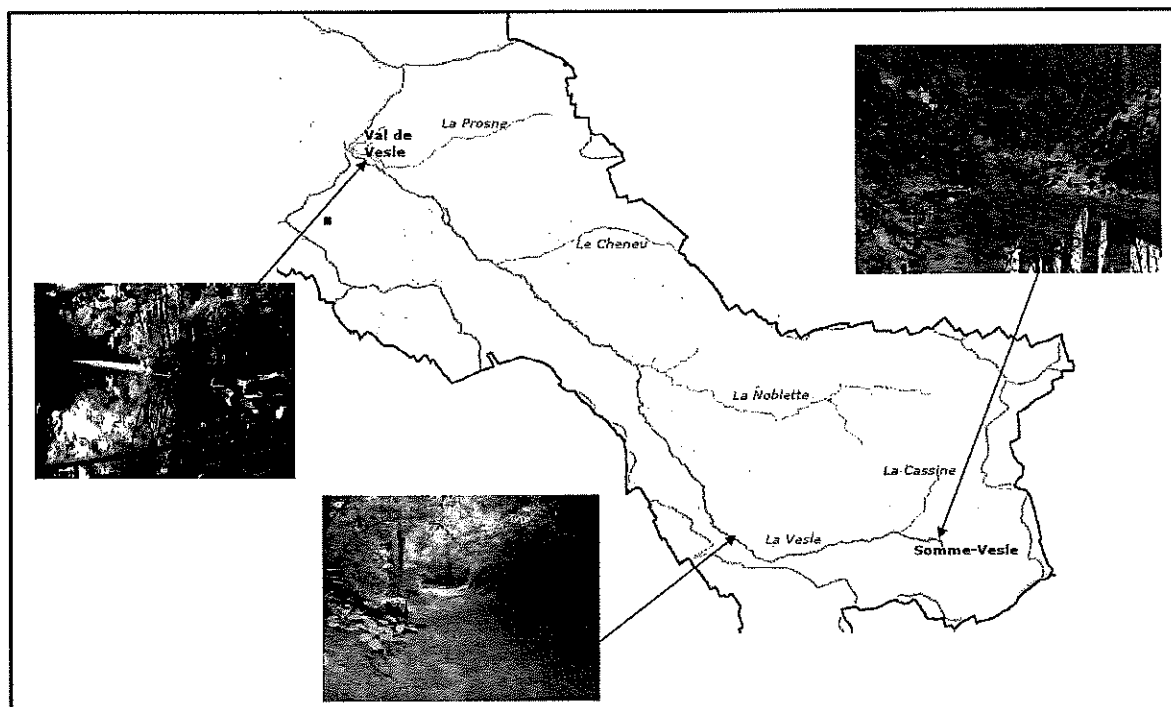 La Prosne
Val de
Vesle
Le Cheneu
La Noblette
La Cassine
La Vesle
Somme-Vesle